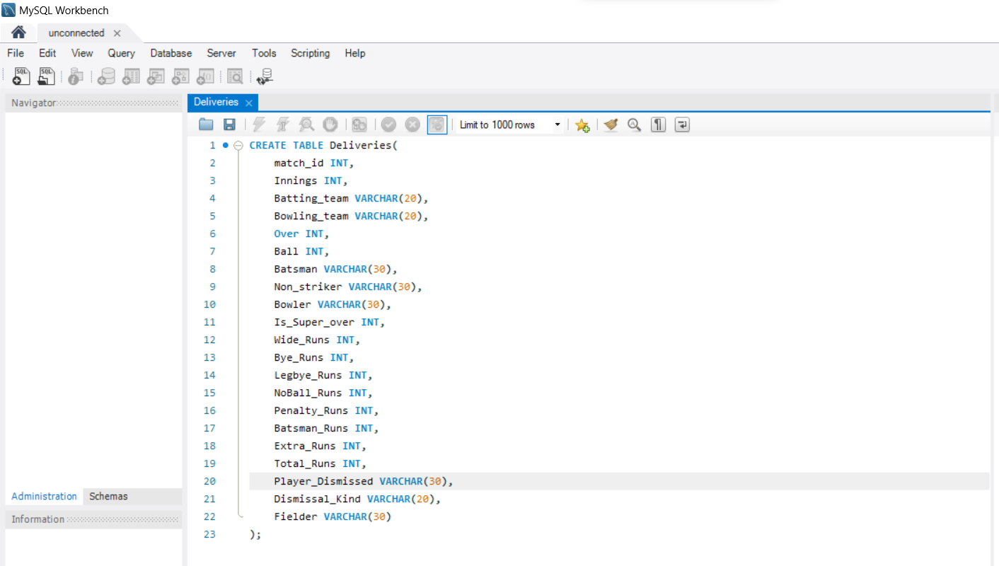 MySQL Workbench
unconnected
File Edit View Query Database Server Tools Scripting Help
SQL SQL
Navigator
Deliveries
Limit to 1000 rows
1 CREATE TABLE Deliveries(
2 match_id INT,
3 Innings INT,
4 Batting_team VARCHAR(20),
5 Bowling_team VARCHAR(20),
6 Over INT,
7 Ball INT,
8 Batsman VARCHAR(30),
9 Non_striker VARCHAR(30),
10 Bowler VARCHAR(30),
11 Is_Super_over INT,
12 Wide_Runs INT,
13 Bye_Runs INT,
14 Legbye_Runs INT,
15 NoBall_Runs INT,
16 Penalty_Runs INT,
17 Batsman_Runs INT,
18 Extra_Runs INT,
19 Total_Runs INT,
20 Player_Dismissed VARCHAR(30),
21 Dismissal_Kind VARCHAR(20),
22 Fielder VARCHAR(30)
23 );
Administration Schemas
Information